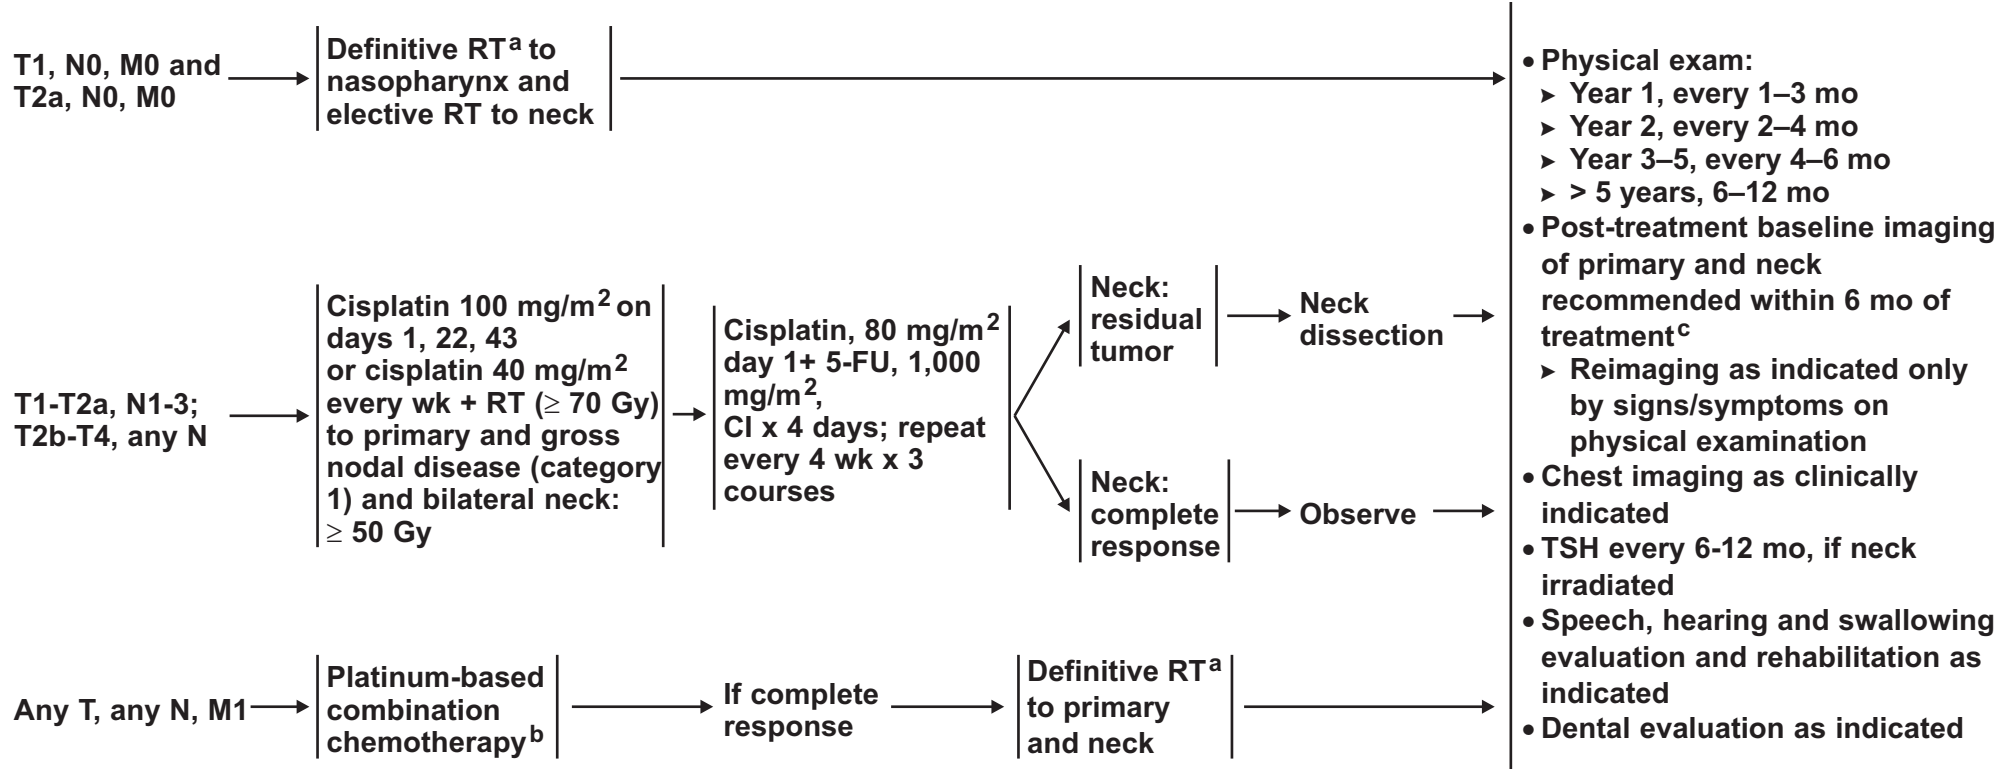 T1, N0, M0 and
T2a, N0, M0
Definitive RTa to
nasopharynx and
elective RT to neck
T1-T2a, N1-3;
T2b-T4, any N
Cisplatin 100 mg/m2 on
days 1, 22, 43
or cisplatin 40 mg/m2
every wk + RT (≥ 70 Gy)
to primary and gross
nodal disease (category
1) and bilateral neck:
≥ 50 Gy
Cisplatin, 80 mg/m2
day 1+ 5-FU, 1,000
mg/m2,
CI x 4 days; repeat
every 4 wk x 3
courses
Neck:
residual
tumor
Neck
dissection
Neck:
complete
response
Observe
Any T, any N, M1
Platinum-based
combination
chemotherapyb
If complete
response
Definitive RTa
to primary
and neck
• Physical exam:
➤ Year 1, every 1–3 mo
➤ Year 2, every 2–4 mo
➤ Year 3–5, every 4–6 mo
➤ > 5 years, 6–12 mo
• Post-treatment baseline imaging
of primary and neck
recommended within 6 mo of
treatmentc
➤ Reimaging as indicated only
by signs/symptoms on
physical examination
• Chest imaging as clinically
indicated
• TSH every 6-12 mo, if neck
irradiated
• Speech, hearing and swallowing
evaluation and rehabilitation as
indicated
• Dental evaluation as indicated